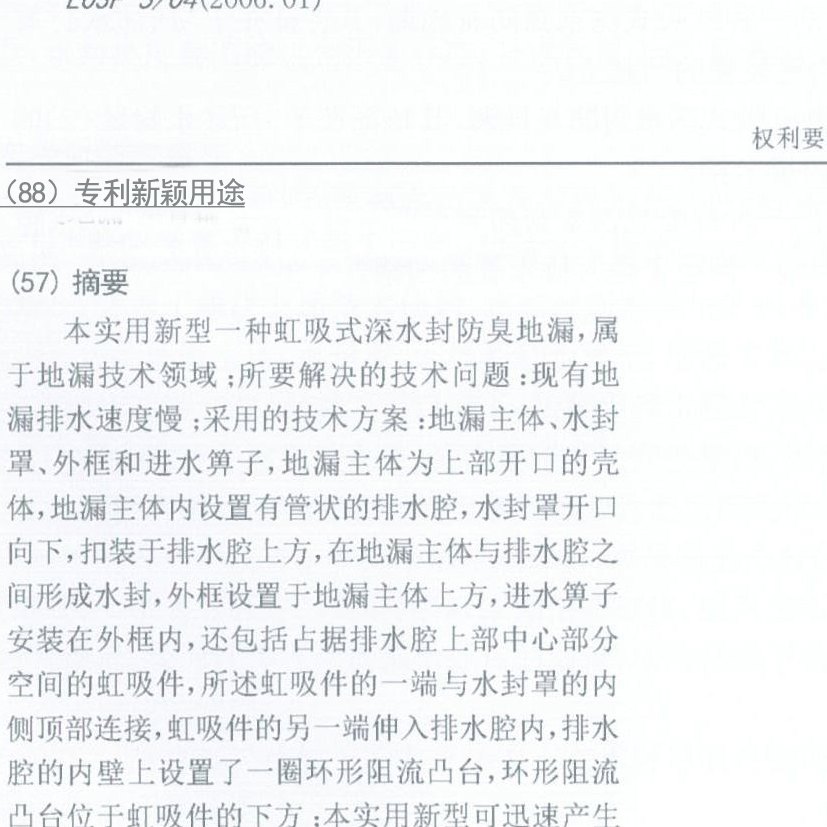 E03F 5/04(2006.01)
权利要
(88) 专利新颖用途
(57) 摘要
本实用新型一种虹吸式深水封防臭地漏,属
于地漏技术领域;所要解决的技术问题:现有地
漏排水速度慢;采用的技术方案:地漏主体、水封
罩、外框和进水箅子,地漏主体为上部开口的壳
体,地漏主体内设置有管状的排水腔,水封罩开口
向下,扣装于排水腔上方,在地漏主体与排水腔之
间形成水封,外框设置于地漏主体上方,进水箅子
安装在外框内,还包括占据排水腔上部中心部分
空间的虹吸件,所述虹吸件的一端与水封罩的内
侧顶部连接,虹吸件的另一端伸入排水腔内,排水
腔的内壁上设置了一圈环形阻流凸台,环形阻流
凸台位于虹吸件的下方;本实用新型可迅速产生